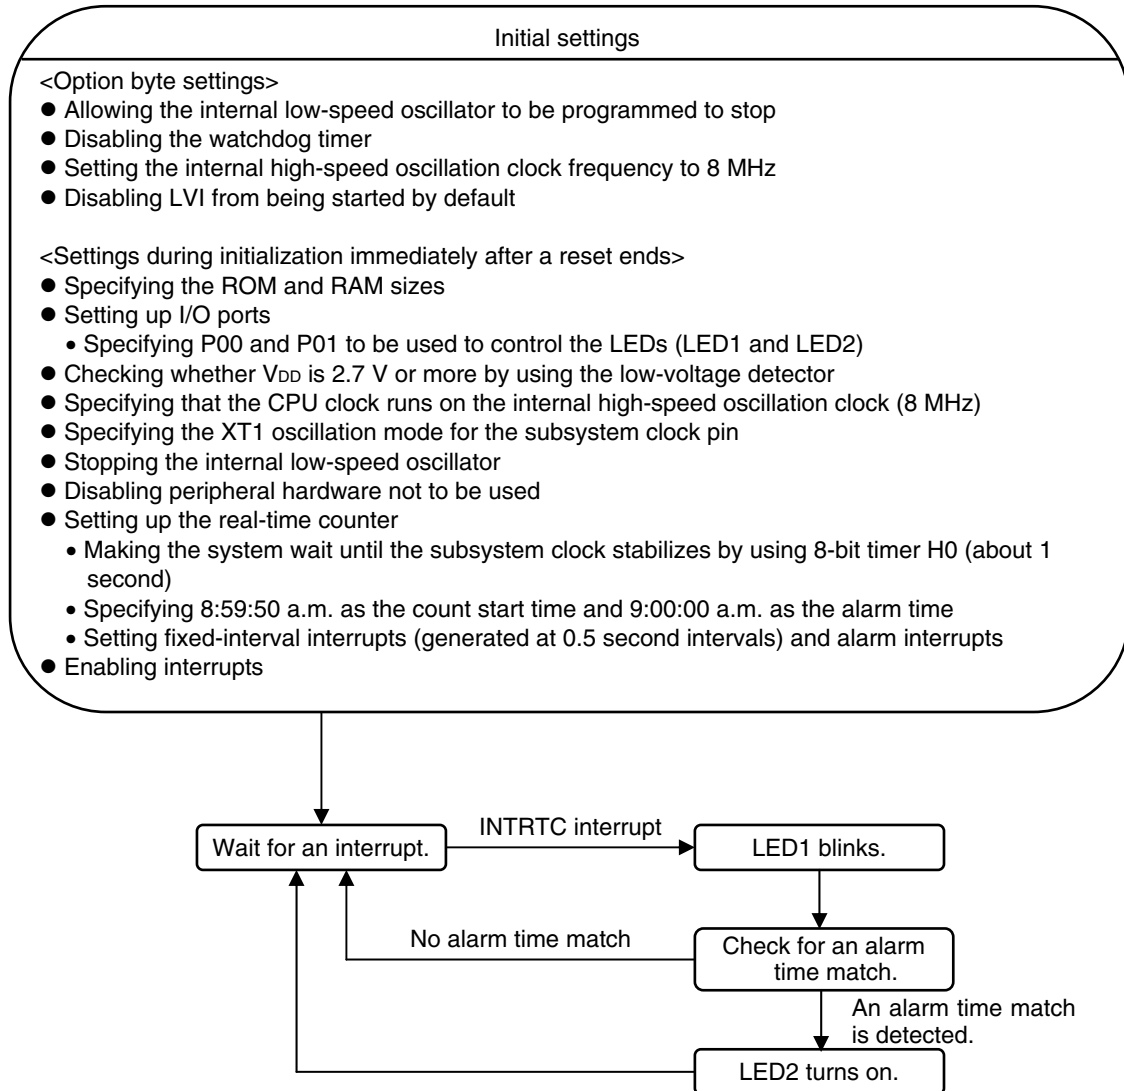 Initial settings
<Option byte settings>
● Allowing the internal low-speed oscillator to be programmed to stop
● Disabling the watchdog timer
● Setting the internal high-speed oscillation clock frequency to 8 MHz
● Disabling LVI from being started by default
<Settings during initialization immediately after a reset ends>
● Specifying the ROM and RAM sizes
● Setting up I/O ports
• Specifying P00 and P01 to be used to control the LEDs (LED1 and LED2)
● Checking whether VDD is 2.7 V or more by using the low-voltage detector
● Specifying that the CPU clock runs on the internal high-speed oscillation clock (8 MHz)
● Specifying the XT1 oscillation mode for the subsystem clock pin
● Stopping the internal low-speed oscillator
● Disabling peripheral hardware not to be used
● Setting up the real-time counter
• Making the system wait until the subsystem clock stabilizes by using 8-bit timer H0 (about 1
second)
• Specifying 8:59:50 a.m. as the count start time and 9:00:00 a.m. as the alarm time
• Setting fixed-interval interrupts (generated at 0.5 second intervals) and alarm interrupts
● Enabling interrupts
Wait for an interrupt.
INTRTC interrupt
LED1 blinks.
No alarm time match
Check for an alarm
time match.
An alarm time match
is detected.
LED2 turns on.